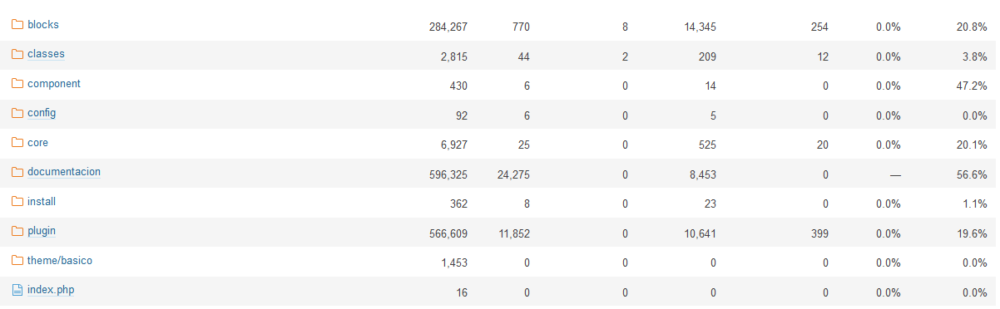 blocks 284,267 770 8 14,345 254 0.0% 20.8%
classes 2,815 44 2 209 12 0.0% 3.8%
component 430 6 0 14 0 0.0% 47.2%
config 92 6 0 5 0 0.0% 0.0%
core 6,927 25 0 525 20 0.0% 20.1%
documentacion 596,325 24,275 0 8,453 0 — 56.6%
install 362 8 0 23 0 0.0% 1.1%
plugin 566,609 11,852 0 10,641 399 0.0% 19.6%
theme/basico 1,453 0 0 0 0 0.0% 0.0%
index.php 16 0 0 0 0 0.0% 0.0%